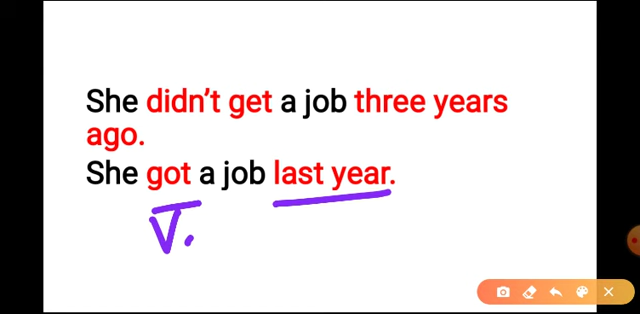 She didn't get a job three years
ago.
She got a job last year.
V.